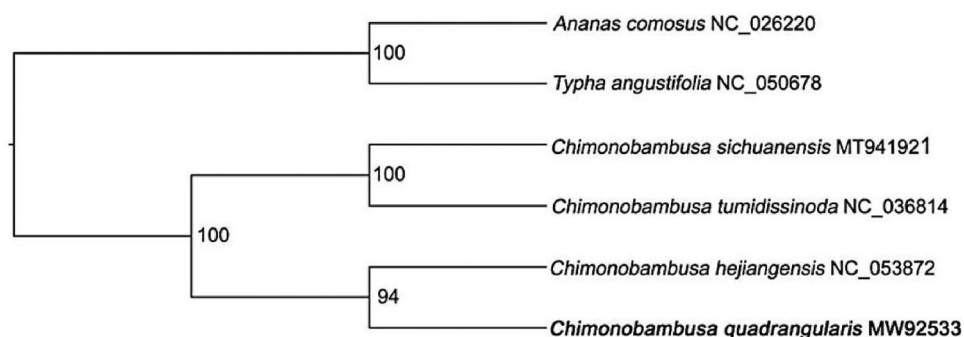 Ananas comosus NC_026220
100
Typha angustifolia NC_050678
Chimonobambusa sichuanensis MT941921
100
Chimonobambusa tumidissinoda NC_036814
100
Chimonobambusa hejiangensis NC_053872
94
Chimonobambusa quadrangularis MW92533